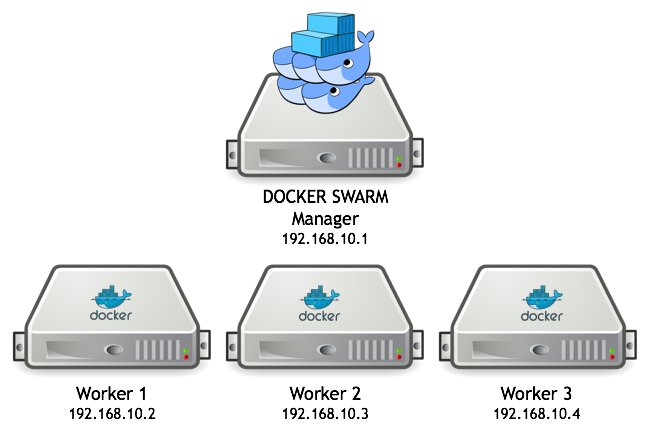 DOCKER SWARM
Manager
192.168.10.1
docker
docker
docker
Worker 1
192.168.10.2
Worker 2
192.168.10.3
Worker 3
192.168.10.4